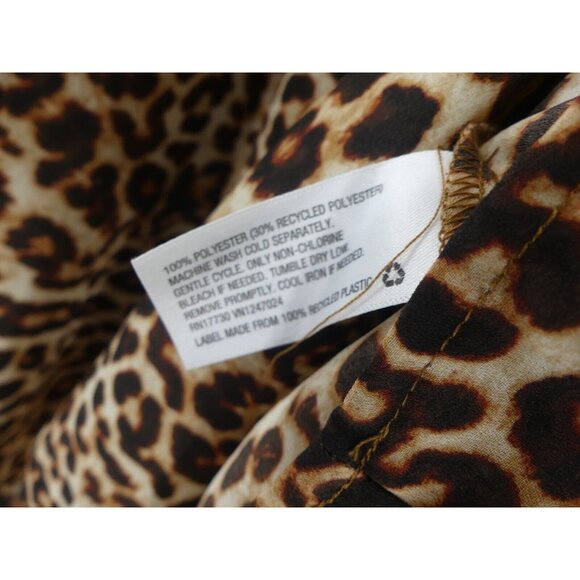 100% POLYESTER (30% RECYCLED POLYESTER)
MACHINE WASH COLD SEPARATELY.
GENTLE CYCLE. ONLY NON-CHLORINE
BLEACH IF NEEDED. TUMBLE DRY LOW
REMOVE PROMPTLY. COOL IRON IF NEEDED.
RN17730 VN1247024
LABEL MADE FROM 100% RECYCLED PLASTIC